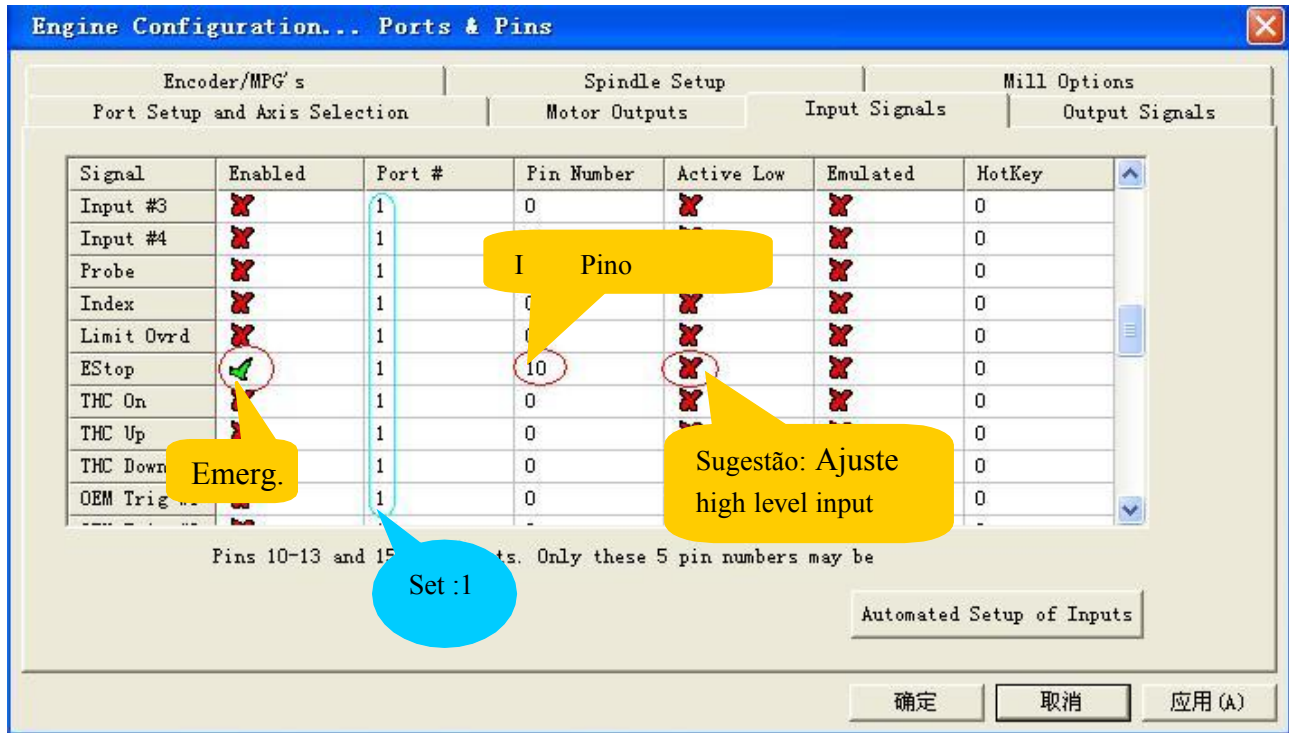 Engine Configuration... Ports & Pins
Encoder/MPG's Spindle Setup Mill Options
Port Setup and Axis Selection Motor Outputs Input Signals Output Signals
Signal Enabled Port # Pin Number Active Low Emulated HotKey
Input #3 1 0 0
Input #4 1 0
I Pino
Probe 1 0
Index 1 0
Limit Ovrd 1 0
EStop 1 10 0
THC On 1 0 0
THC Up 1 0 0
THC Down 1 0 0
Emerg.
Sugestão: Ajuste
high level input
OEM Trig 1 0 0
Pins 10-13 and 15 Only these 5 pin numbers may be
Set :1
Automated Setup of Inputs
确定 取消 应用(A)